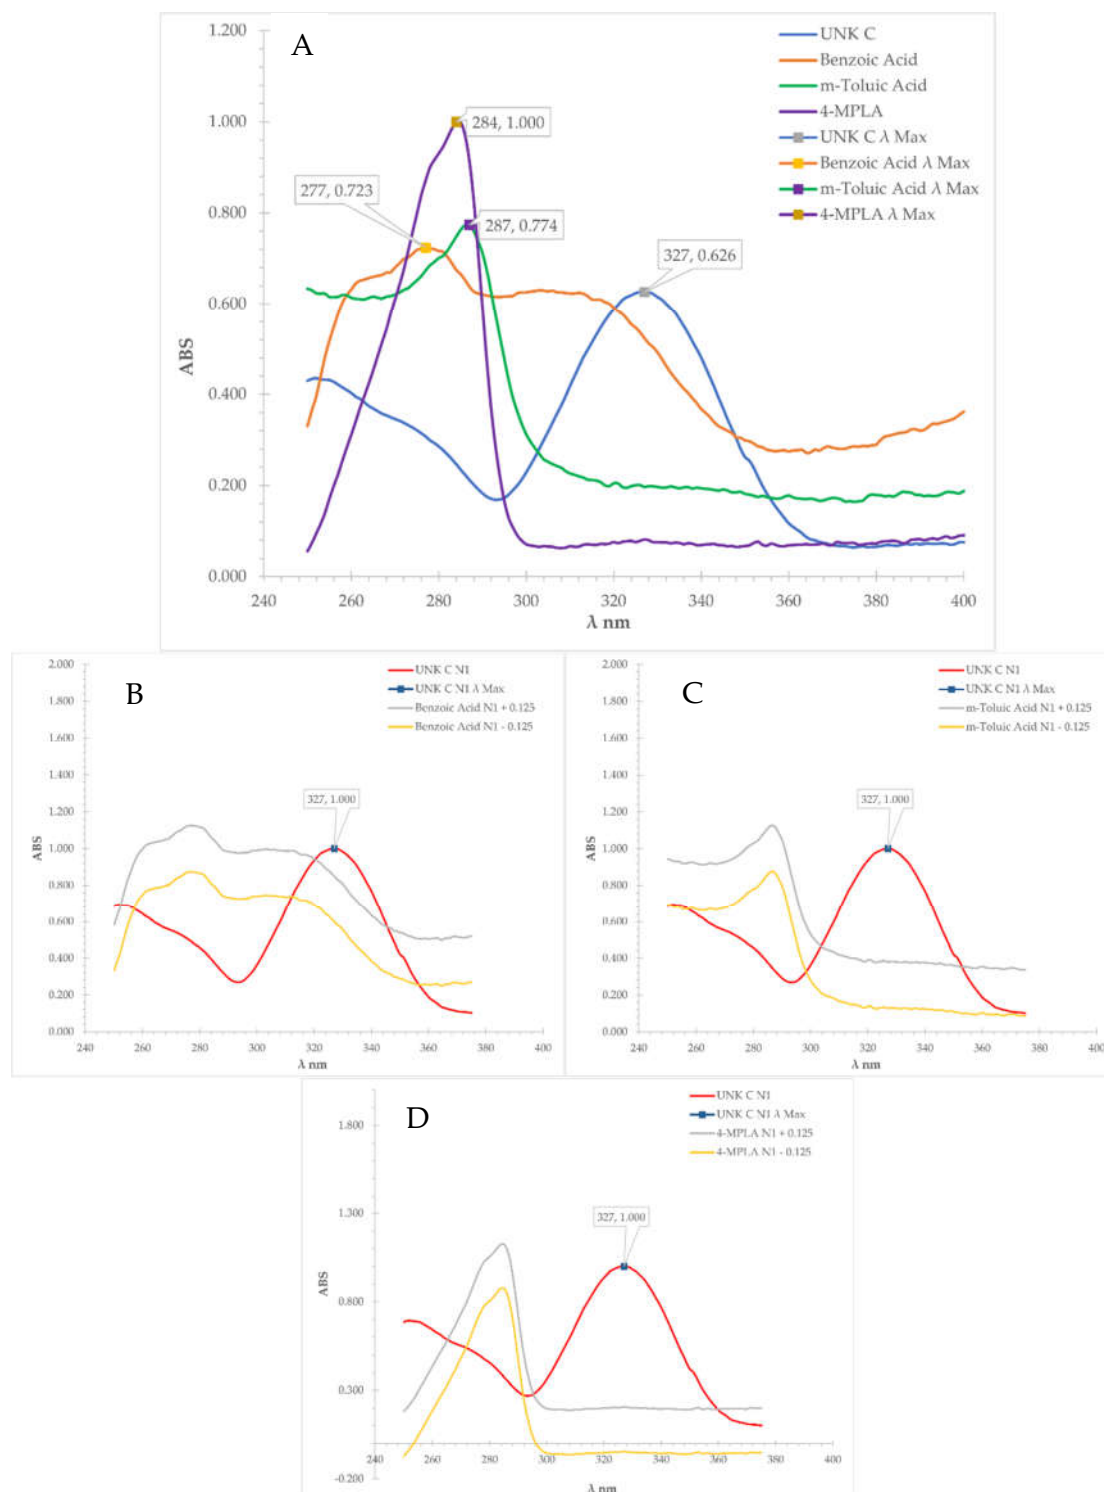 A
1.200
1.000
0.800
0.600
0.400
0.200
0.000
ABS
240 260 280 300 320 340 360 380 400
λ nm
UNK C
Benzoic Acid
m-Toluic Acid
4-MPLA
UNK C λ Max
Benzoic Acid λ Max
m-Toluic Acid λ Max
4-MPLA λ Max
284, 1.000
277, 0.723
287, 0.774
327, 0.626
B
2.000
1.800
1.600
1.400
1.200
1.000
0.800
0.600
0.400
0.200
0.000
ABS
240 260 280 300 320 340 360 380 400
λ nm
UNK C N1
UNK C N1 λ Max
Benzoic Acid N1 + 0.125
Benzoic Acid N1 - 0.125
327, 1.000
C
2.000
1.800
1.600
1.400
1.200
1.000
0.800
0.600
0.400
0.200
0.000
ABS
240 260 280 300 320 340 360 380 400
λ nm
UNK C N1
UNK C N1 λ Max
m-Toluic Acid N1 + 0.125
m-Toluic Acid N1 - 0.125
327, 1.000
D
1.800
1.300
0.800
0.300
-0.200
ABS
240 260 280 300 320 340 360 380 400
λ nm
UNK C N1
UNK C N1 λ Max
4-MPLA N1 + 0.125
4-MPLA N1 - 0.125
327, 1.000